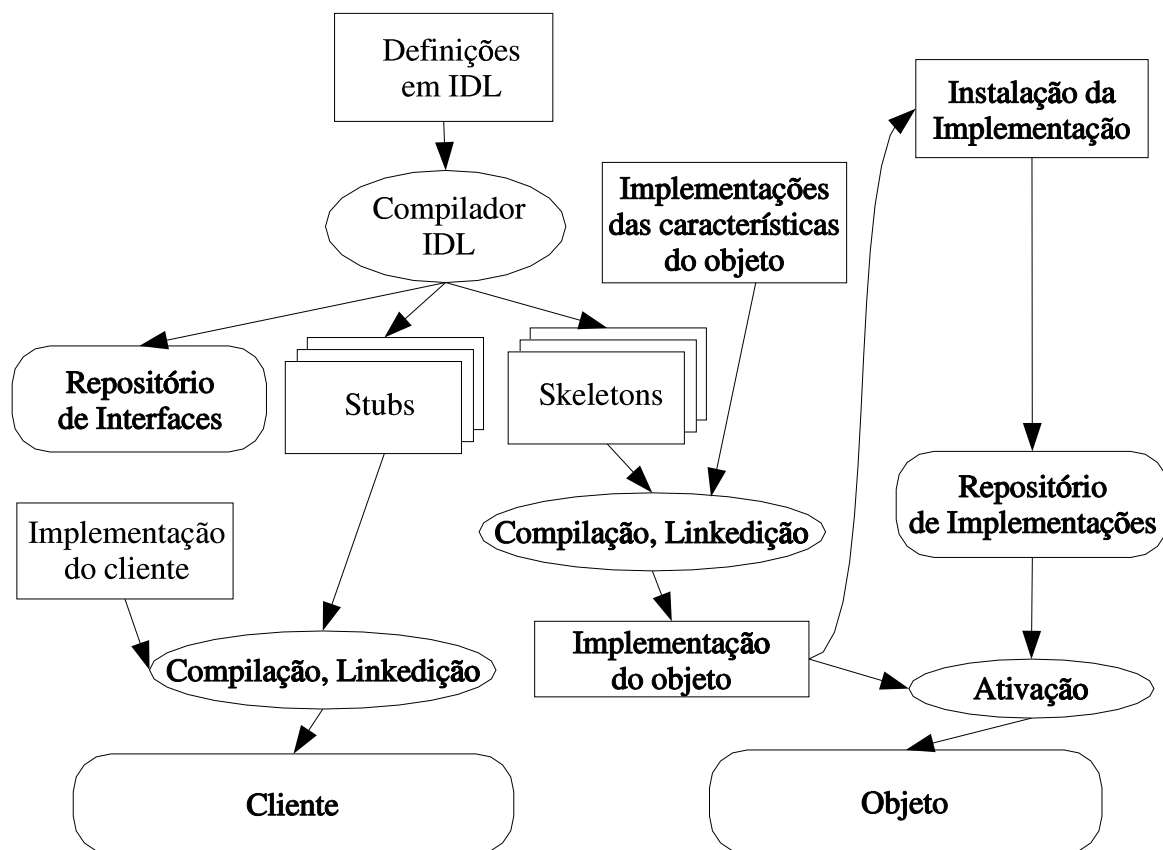 Definições
em IDL
Instalação da
Implementação
Compilador
IDL
Implementações
das características
do objeto
Repositório
de Interfaces
Stubs
Skeletons
Repositório
de Implementações
Implementação
do cliente
Compilação, Linkedição
Implementação
do objeto
Compilação, Linkedição
Ativação
Cliente
Objeto